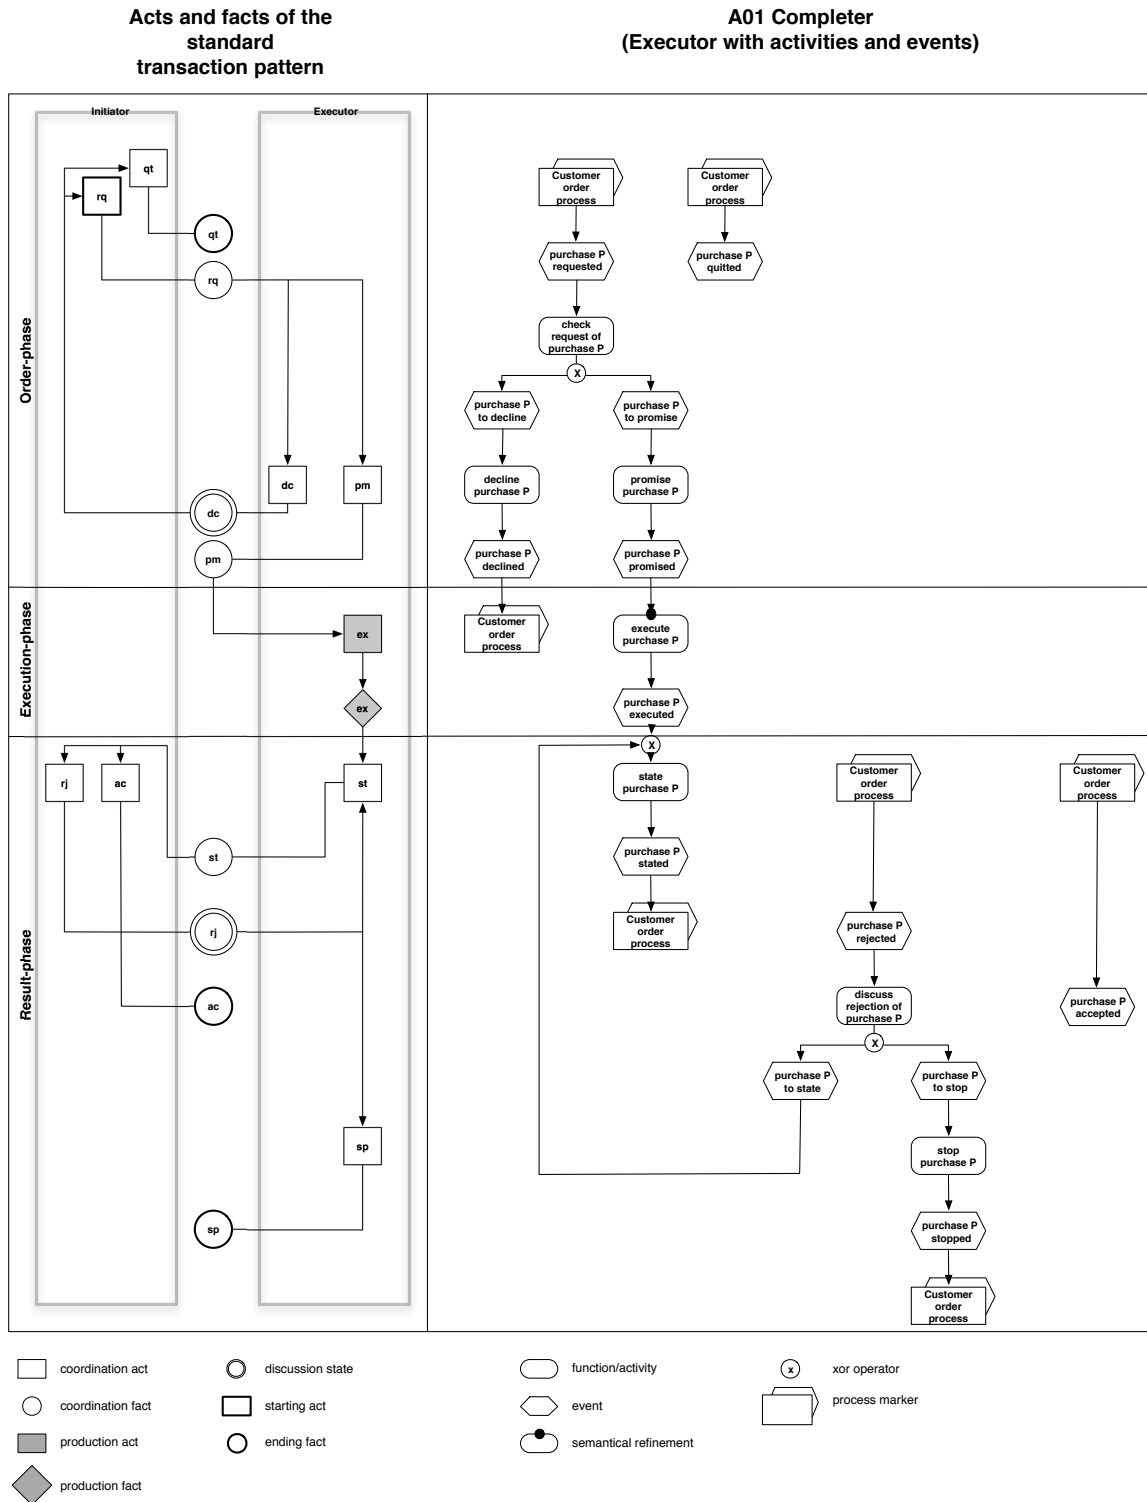 Acts and facts of the
standard
transaction pattern
A01 Completer
(Executor with activities and events)
Initiator
Executor
Order-phase
qt
rq
qt
rq
dc
pm
dc
pm
Customer
order
process
Customer
order
process
purchase P
requested
purchase P
quitted
check
request of
purchase P
x
purchase P
to decline
purchase P
to promise
decline
purchase P
promise
purchase P
purchase P
declined
purchase P
promised
Execution-phase
ex
ex
Customer
order
process
execute
purchase P
purchase P
executed
Result-phase
rj
ac
st
st
rj
ac
sp
sp
x
state
purchase P
purchase P
stated
Customer
order
process
Customer
order
process
Customer
order
process
purchase P
rejected
discuss
rejection of
purchase P
x
purchase P
accepted
purchase P
to state
purchase P
to stop
stop
purchase P
purchase P
stopped
Customer
order
process
coordination act
coordination fact
production act
production fact
discussion state
starting act
ending fact
function/activity
event
semantical refinement
x
xor operator
process marker